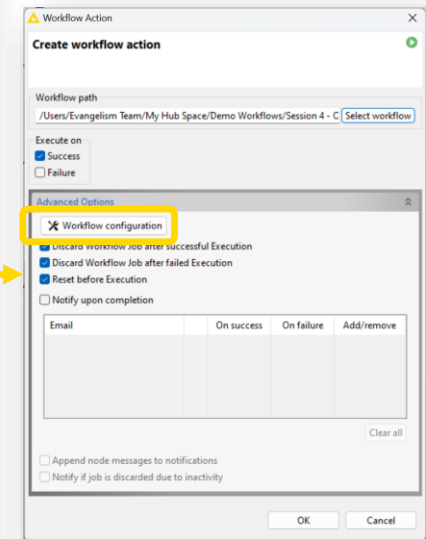 Workflow Action
Create workflow action
Workflow path
/Users/Evangelism Team/My Hub Space/Demo Workflows/Session 4 - C Select workflow
Execute on
Success
Failure
Advanced Options
Workflow configuration
Discard Workflow Job after successful Execution
Discard Workflow Job after failed Execution
Reset before Execution
Notify upon completion
Email On success On failure Add/remove
Clear all
Append node messages to notifications
Notify if job is discarded due to inactivity
OK Cancel